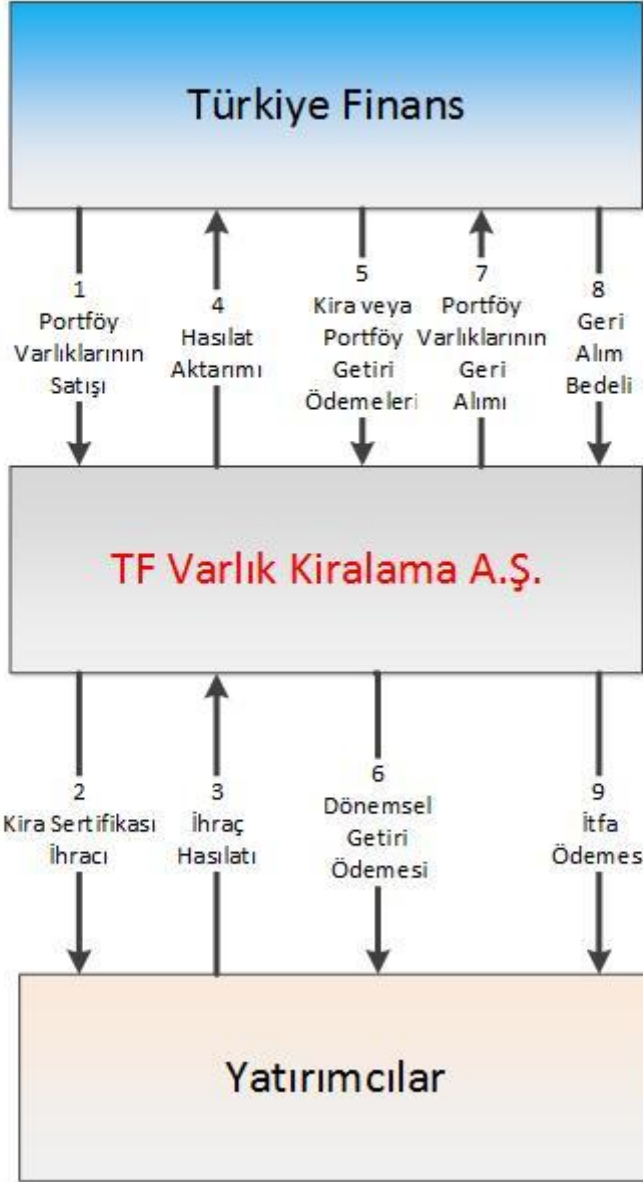 Türkiye Finans
1
Portföy
Varlıklarının
Satışı
4
Hasılat
Aktarımı
5
Kira veya
Portföy
Getiri
Ödemeleri
7
Portföy
Varlıklarının
Geri
Alımı
8
Geri
Alım
Bedeli
TF Varlık Kiralama A.Ş.
2
Kira Sertifikası
İhracı
3
İhraç
Hasılatı
6
Dönemsel
Getiri
Ödemesi
9
İtfa
Ödemes
Yatırımcılar